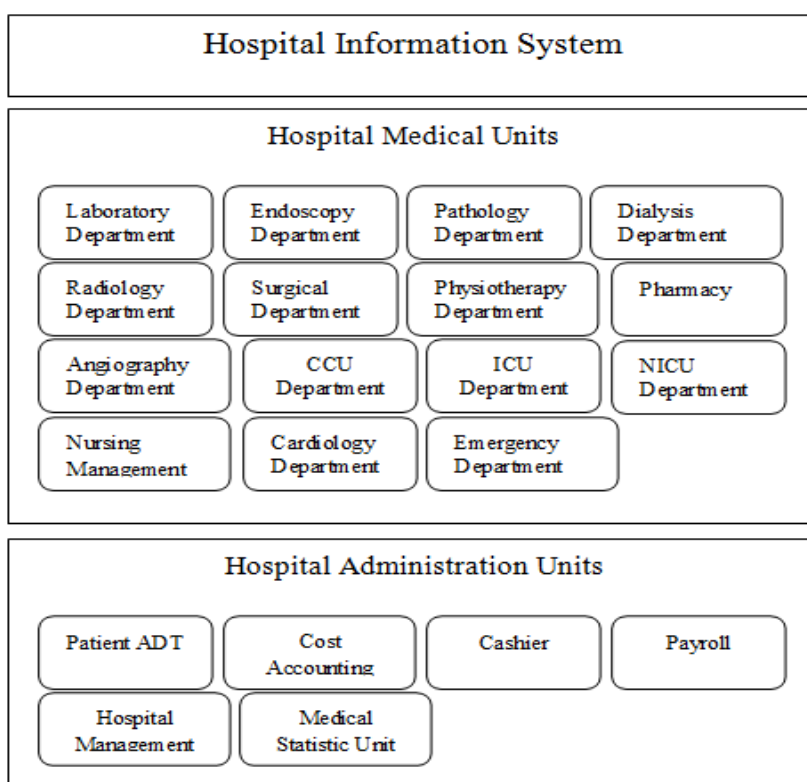 Hospital Information System
Hospital Medical Units
Laboratory
Department
Endoscopy
Department
Pathology
Department
Dialysis
Department
Radiology
Department
Surgical
Department
Physiotherapy
Department
Pharmacy
Angiography
Department
CCU
Department
ICU
Department
NICU
Department
Nursing
Management
Cardiology
Department
Emergency
Department
Hospital Administration Units
Patient ADT
Cost
Accounting
Cashier
Payroll
Hospital
Management
Medical
Statistic Unit